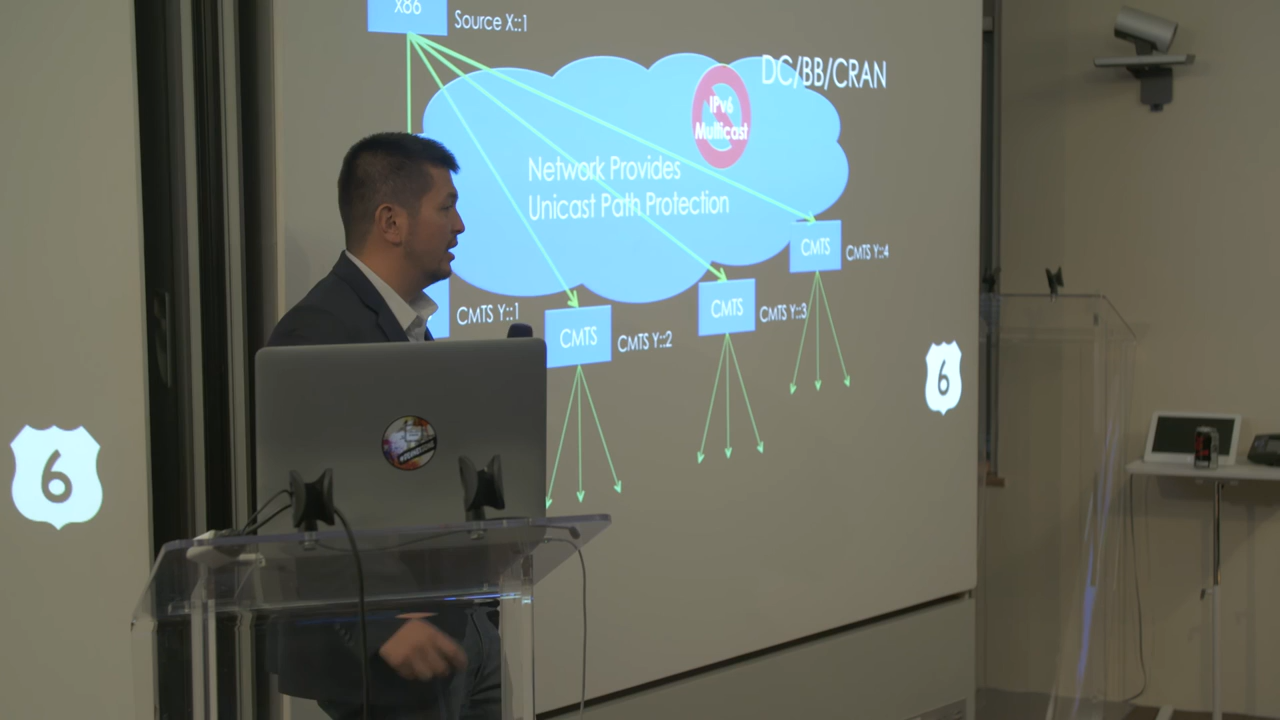 x86
Source X::1
DC/BB/CRAN
IPv6
Multicast
Network Provides
Unicast Path Protection
CMTS
CMTS Y::4
CMTS Y::1
CMTS
CMTS Y::3
CMTS
CMTS Y::2
6
6